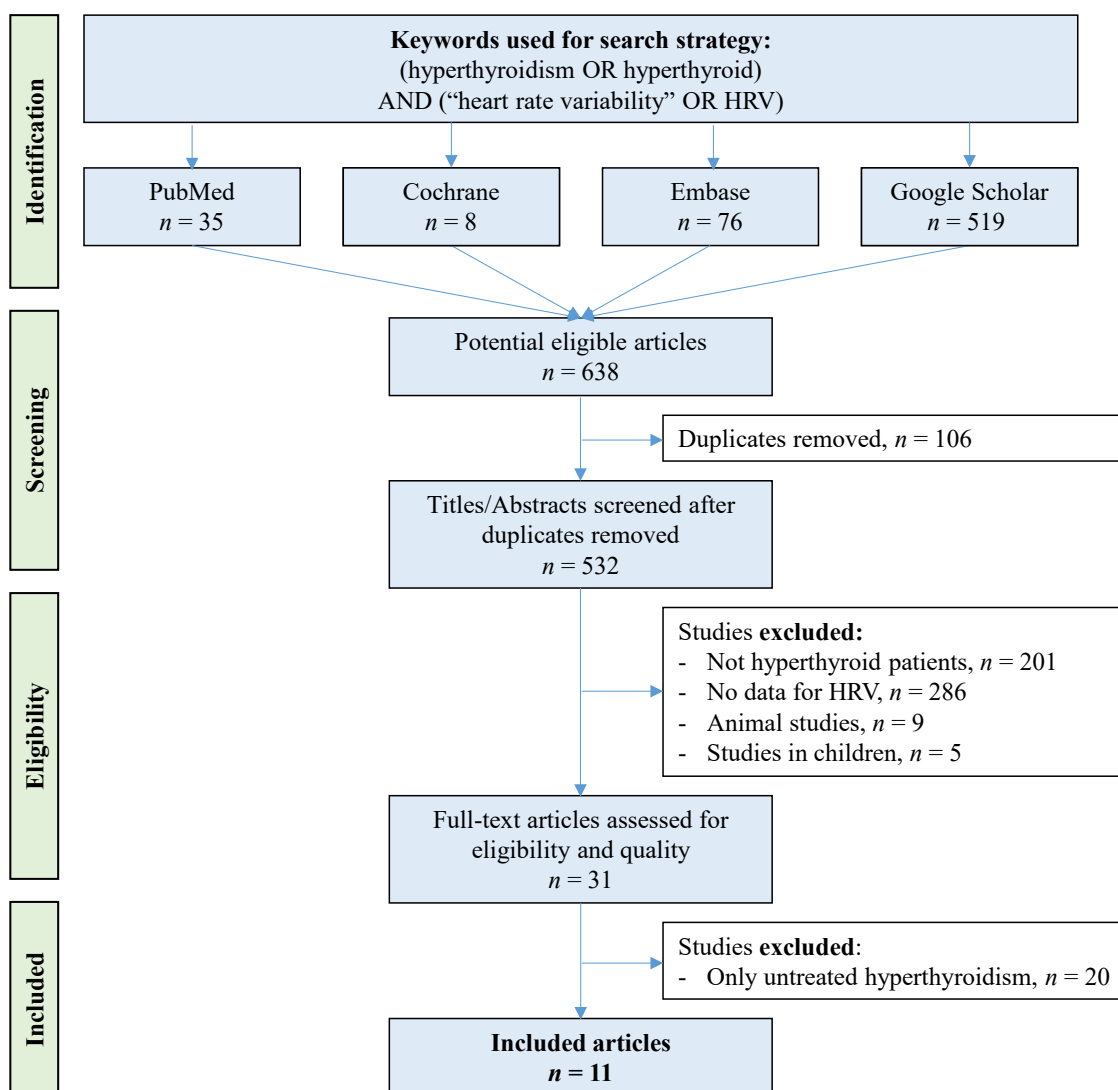 Identification
Keywords used for search strategy:
(hyperthyroidism OR hyperthyroid)
AND (“heart rate variability” OR HRV)
PubMed
n = 35
Cochrane
n = 8
Embase
n = 76
Google Scholar
n = 519
Screening
Potential eligible articles
n = 638
Duplicates removed, n = 106
Titles/Abstracts screened after
duplicates removed
n = 532
Eligibility
Studies excluded:
- Not hyperthyroid patients, n = 201
- No data for HRV, n = 286
- Animal studies, n = 9
- Studies in children, n = 5
Full-text articles assessed for
eligibility and quality
n = 31
Included
Studies excluded:
- Only untreated hyperthyroidism, n = 20
Included articles
n = 11